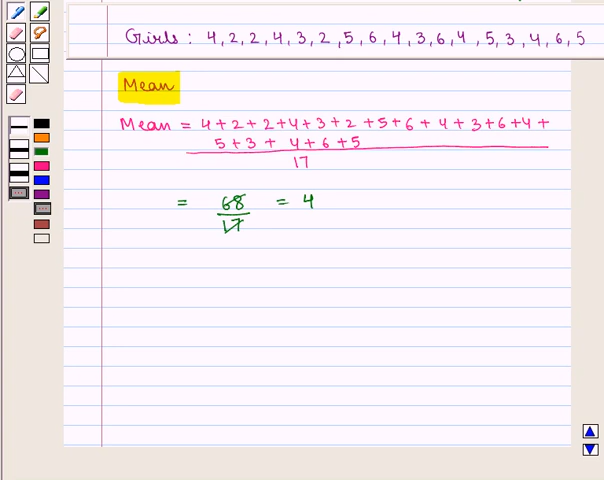 Girls : 4, 2, 2, 4, 3, 2, 5, 6, 4, 3, 6, 4, 5, 3, 4, 6, 5
Mean
Mean = 4+2+2+4+3+2+5+6+4+3+6+4+
5+3+4+6+5
17
= 68 = 4
17